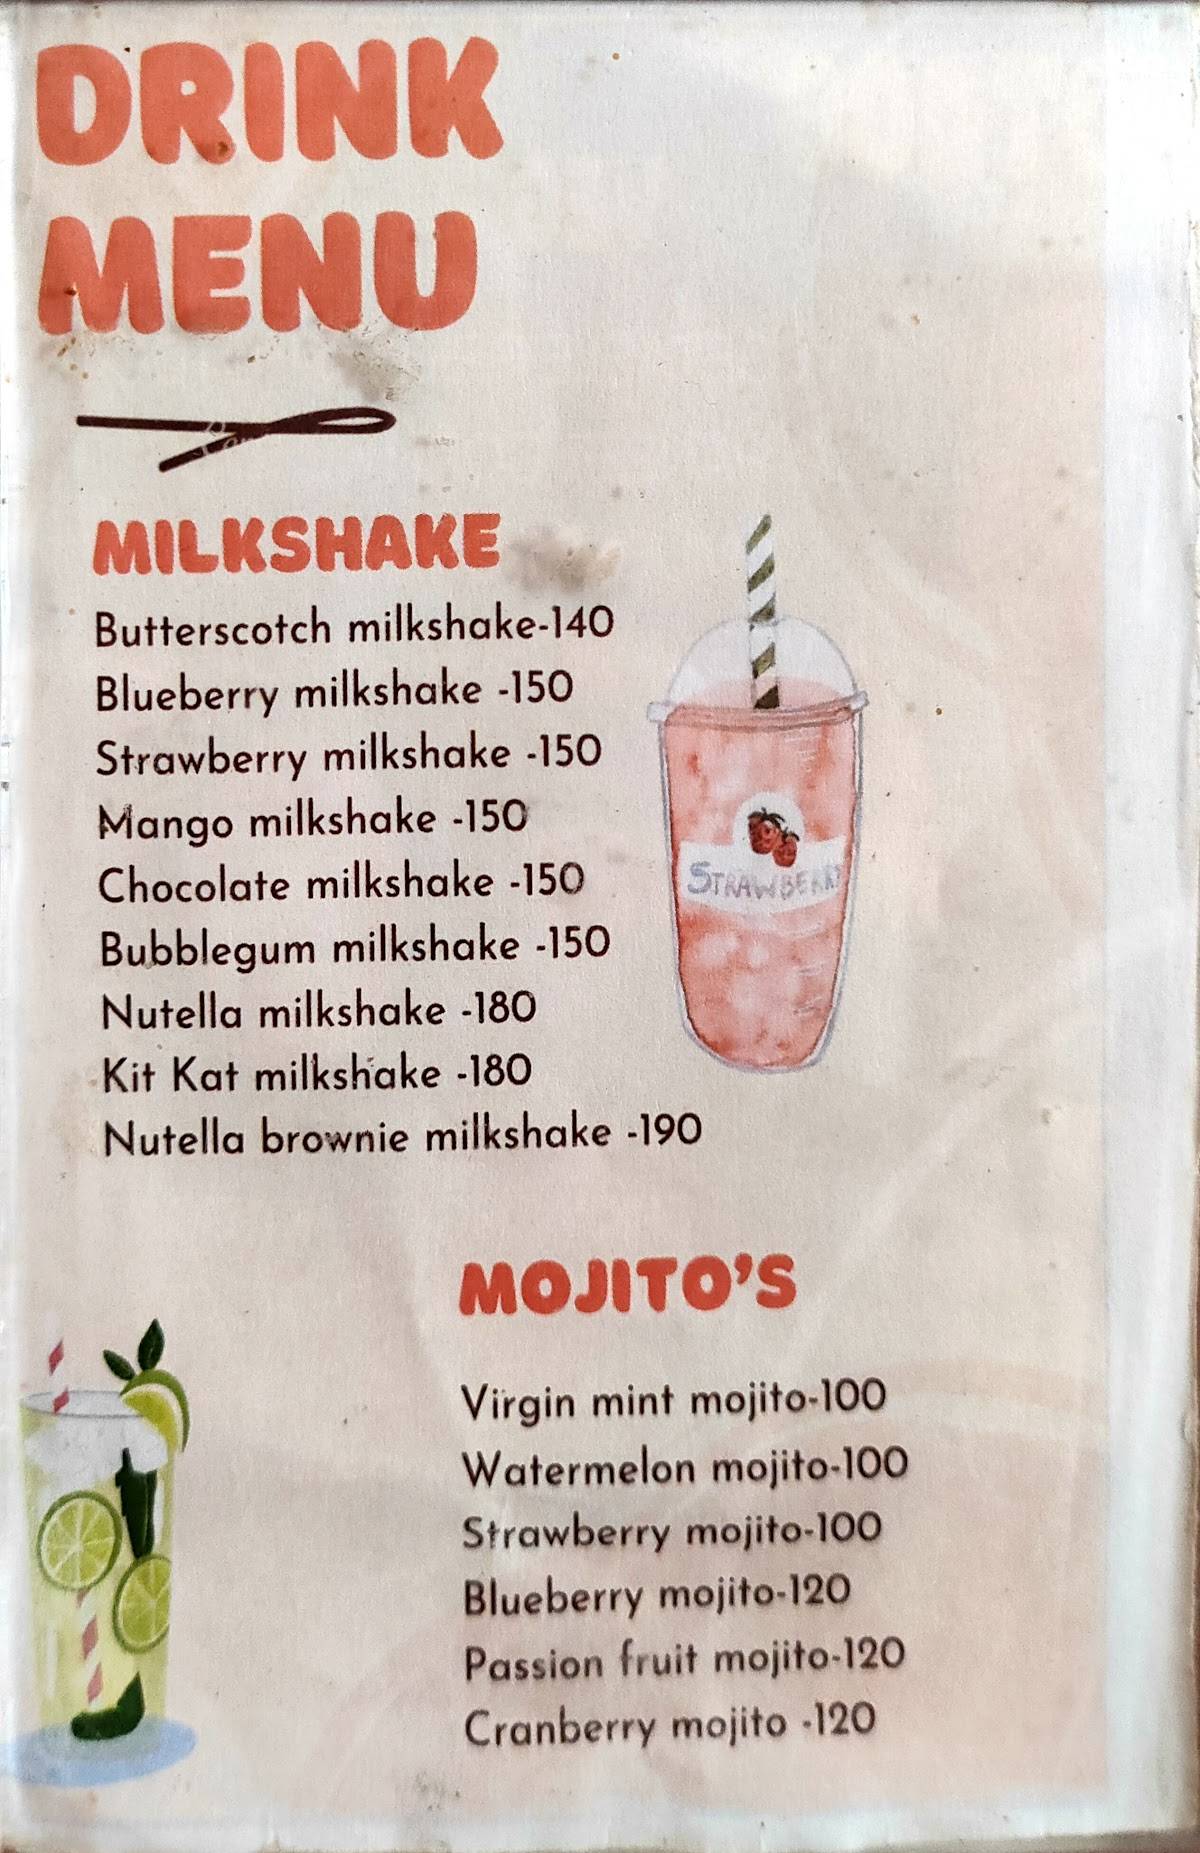 DRINK
MENU
MILKSHAKE
Butterscotch milkshake-140
Blueberry milkshake -150
Strawberry milkshake -150
Mango milkshake -150
Chocolate milkshake -150
Bubblegum milkshake -150
Nutella milkshake -180
Kit Kat milkshake -180
Nutella brownie milkshake -190
STRAWBERRY
MOJITO'S
Virgin mint mojito-100
Watermelon mojito-100
Strawberry mojito-100
Blueberry mojito-120
Passion fruit mojito-120
Cranberry mojito -120